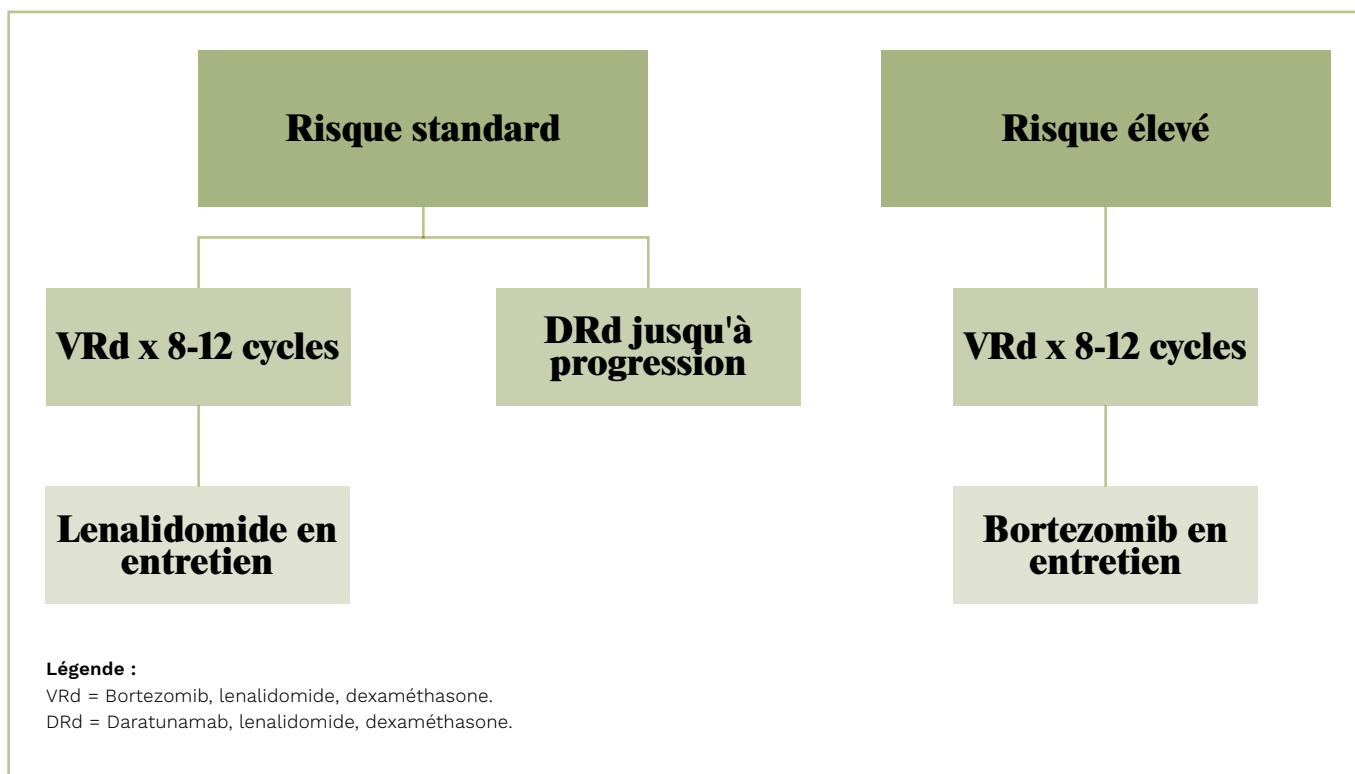 Risque standard
Risque élevé
VRd x 8-12 cycles
DRd jusqu'à
progression
VRd x 8-12 cycles
Lenalidomide en
entretien
Bortezomib en
entretien
Légende :
VRd = Bortezomib, lenalidomide, dexaméthasone.
DRd = Daratunamab, lenalidomide, dexaméthasone.